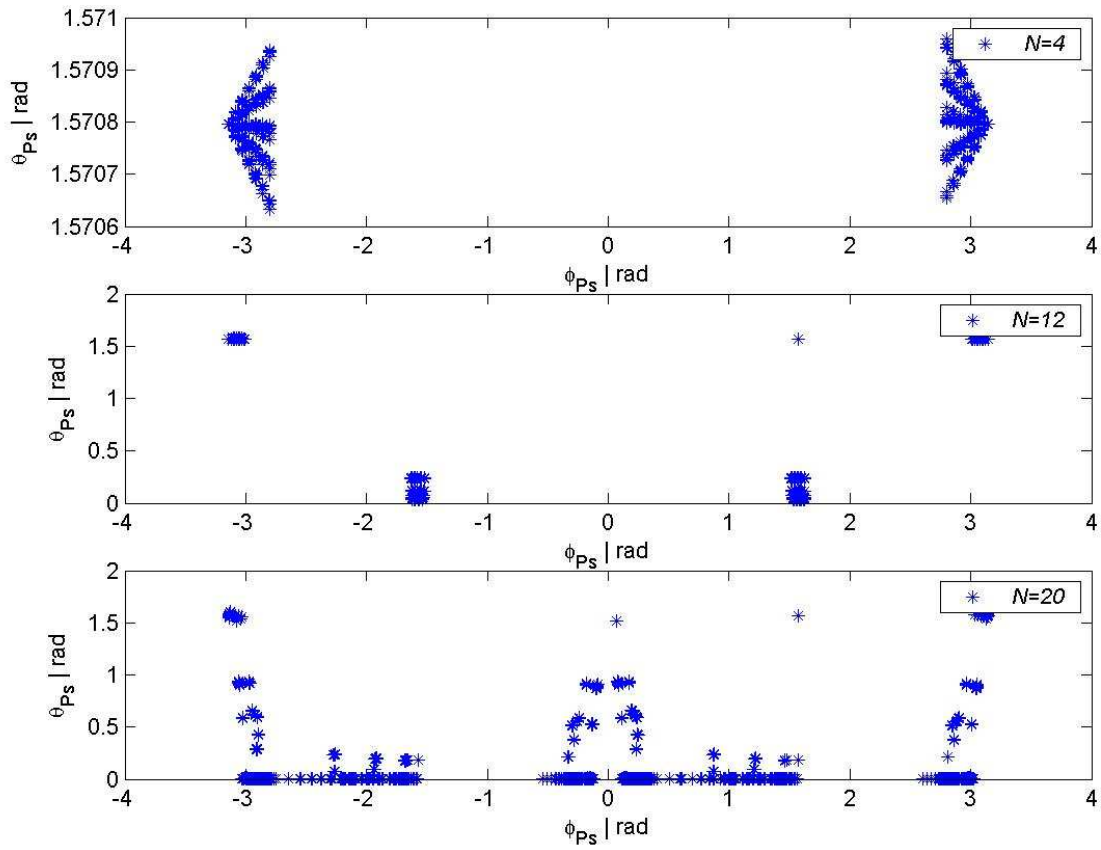 1.571
N=4
1.5709
1.5708
1.5707
1.5706
θPs | rad
-4 -3 -2 -1 0 1 2 3 4
ϕPs | rad
2
N=12
1.5
1
0.5
0
θPs | rad
-4 -3 -2 -1 0 1 2 3 4
ϕPs | rad
2
N=20
1.5
1
0.5
0
θPs | rad
-4 -3 -2 -1 0 1 2 3 4
ϕPs | rad